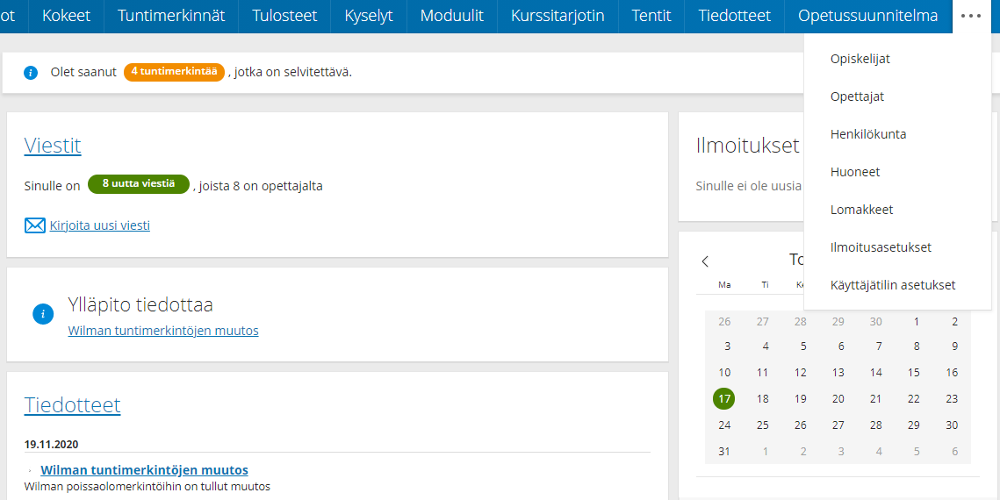 ot Kokeet Tuntimerkinnät Tulosteet Kyselyt Moduulit Kurssitarjotin Tentit Tiedotteet Opetussuunnitelma
Opiskelijat
Opettajat
Henkilökunta
Huoneet
Lomakkeet
Ilmoitusasetukset
Käyttäjätilin asetukset
Olet saanut 4 tuntimerkintää , jotka on selvitettävä.
Viestit
Sinulle on 8 uutta viestiä , joista 8 on opettajalta
Kirjoita uusi viesti
Ylläpito tiedottaa
Wilman tuntimerkintöjen muutos
Tiedotteet
19.11.2020
Wilman tuntimerkintöjen muutos
Wilman poissaolomerkintöihin on tullut muutos
Ilmoitukset
Sinulle ei ole uusia
To
Ma Ti Ke
26 27 28 29 30 1 2
3 4 5 6 7 8 9
10 11 12 13 14 15 16
17 18 19 20 21 22 23
24 25 26 27 28 29 30
31 1 2 3 4 5 6